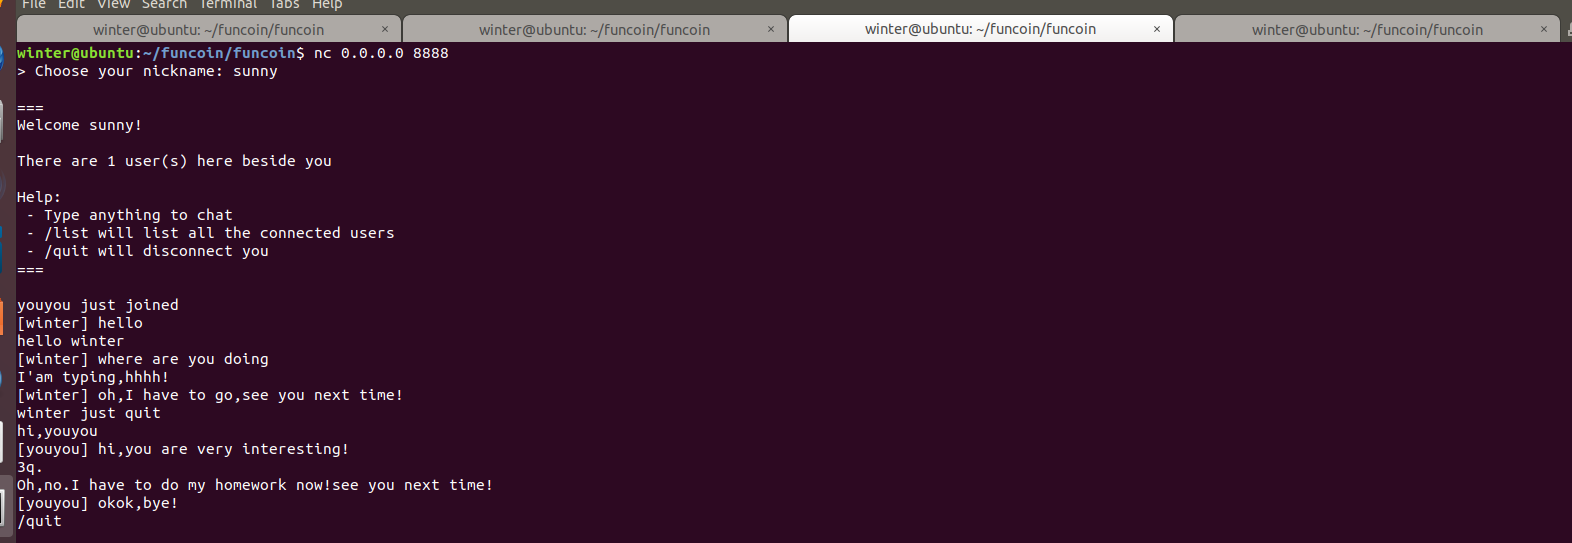 File Edit View Search Terminal Tabs Help
winter@ubuntu: ~/funcoin/funcoin × winter@ubuntu: ~/funcoin/funcoin × winter@ubuntu: ~/funcoin/funcoin × winter@ubuntu: ~/funcoin/funcoin ×
winter@ubuntu:~/funcoin/funcoin$ nc 0.0.0.0 8888
> Choose your nickname: sunny
===
Welcome sunny!
There are 1 user(s) here beside you
Help:
- Type anything to chat
- /list will list all the connected users
- /quit will disconnect you
===
youyou just joined
[winter] hello
hello winter
[winter] where are you doing
I'am typing,hhhh!
[winter] oh,I have to go,see you next time!
winter just quit
hi,youyou
[youyou] hi,you are very interesting!
3q.
Oh,no.I have to do my homework now!see you next time!
[youyou] okok,bye!
/quit